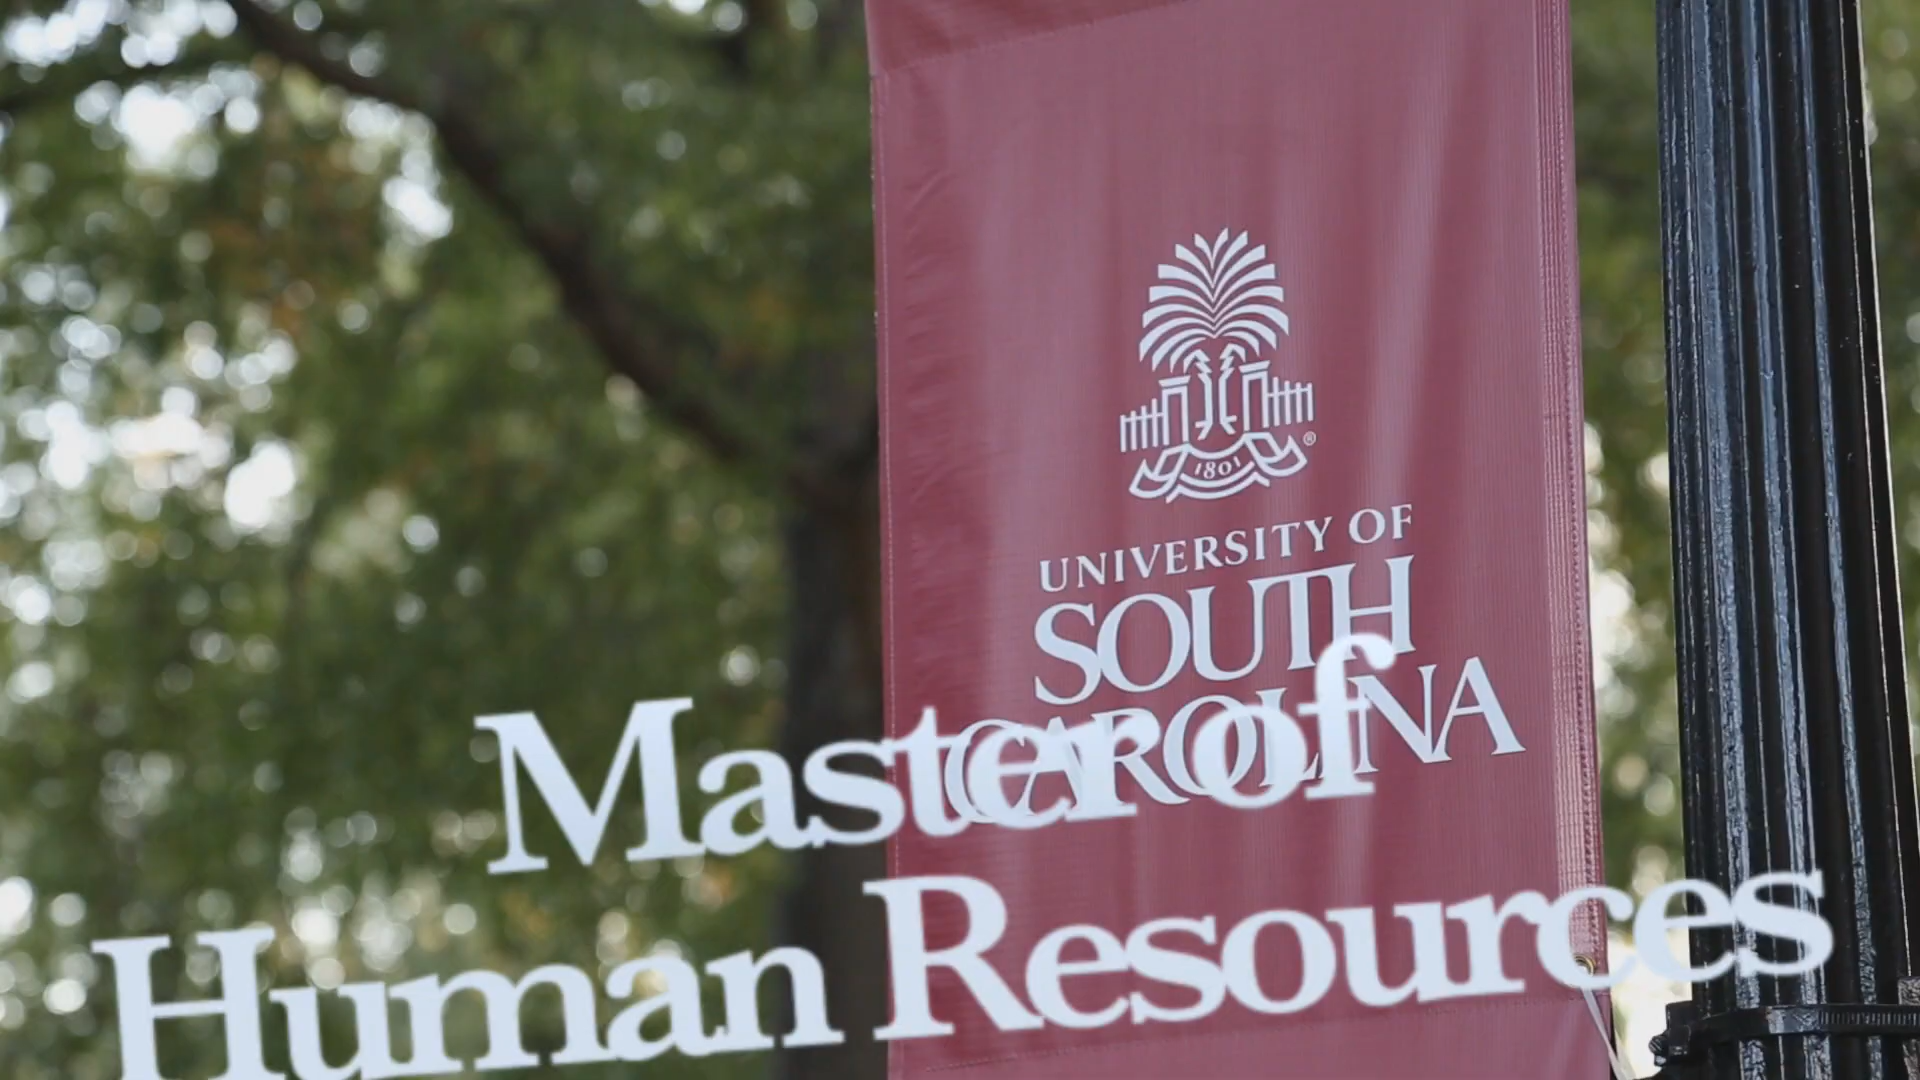 1801
UNIVERSITY OF
SOUTH
CAROLINA
Master of
Human Resources